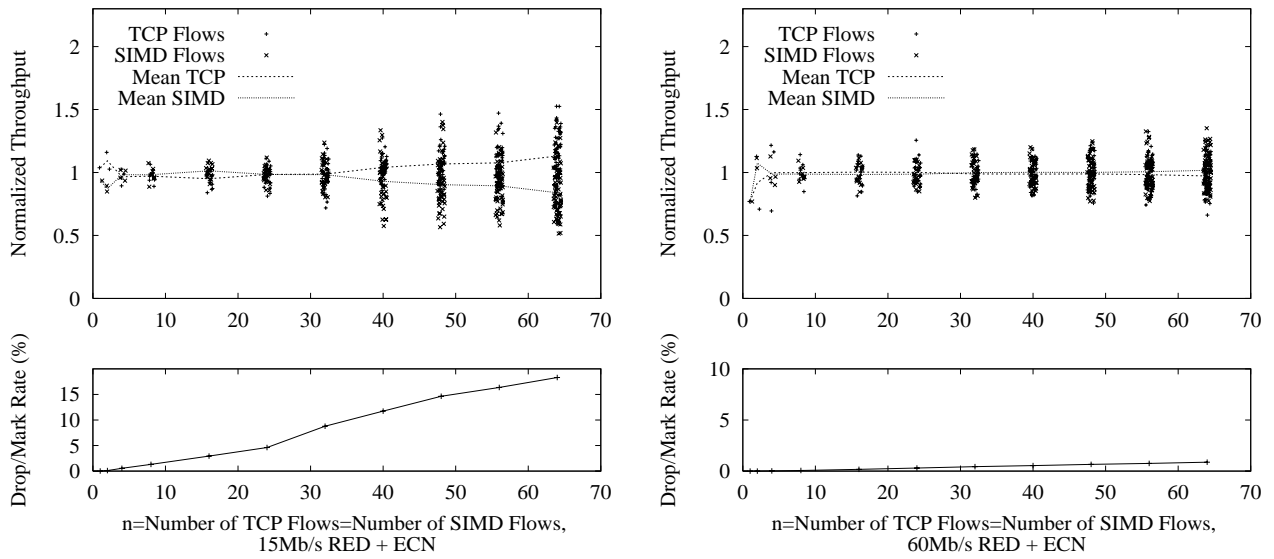 Normalized Throughput
2
1.5
1
0.5
0
TCP Flows
SIMD Flows
Mean TCP
Mean SIMD
0 10 20 30 40 50 60 70
Drop/Mark Rate (%)
15
10
5
0
0 10 20 30 40 50 60 70
n=Number of TCP Flows=Number of SIMD Flows,
15Mb/s RED + ECN
Normalized Throughput
2
1.5
1
0.5
0
TCP Flows
SIMD Flows
Mean TCP
Mean SIMD
0 10 20 30 40 50 60 70
Drop/Mark Rate (%)
10
5
0
0 10 20 30 40 50 60 70
n=Number of TCP Flows=Number of SIMD Flows,
60Mb/s RED + ECN